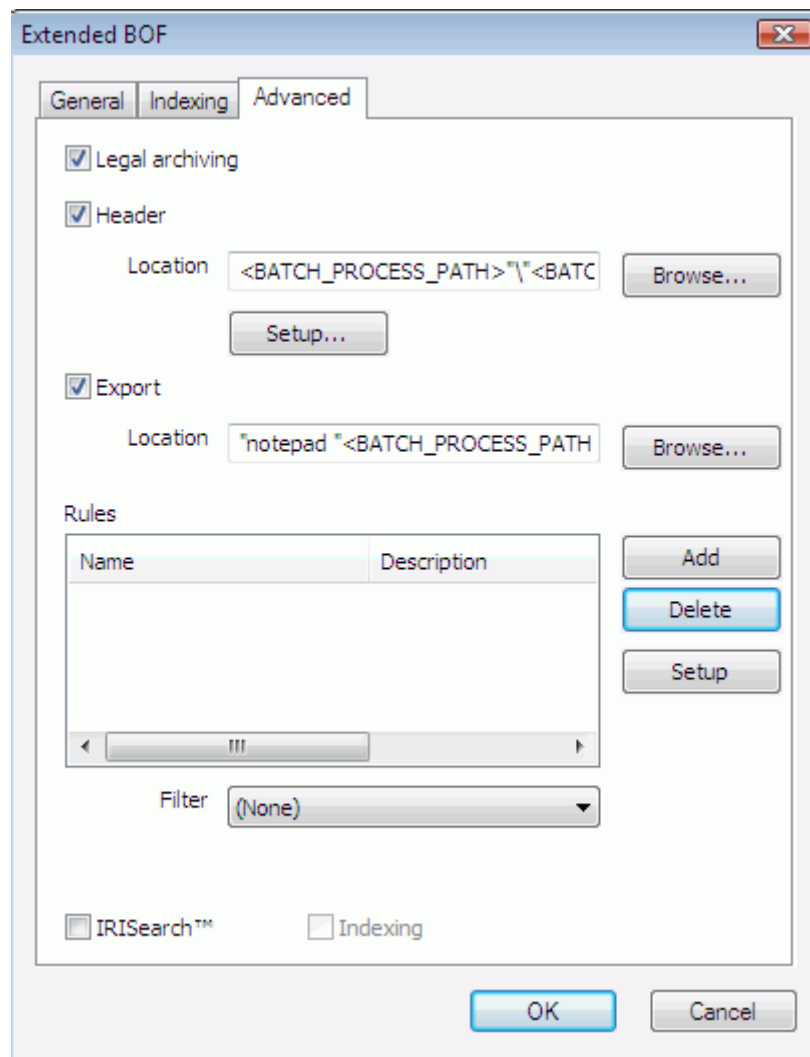 Extended BOF
General Indexing Advanced
Legal archiving
Header
Location <BATCH_PROCESS_PATH>"\"<BATC Browse...
Setup...
Export
Location "notepad "<BATCH_PROCESS_PATH Browse...
Rules
Name Description Add
Delete
Setup
Filter (None)
IRISearch™ Indexing
OK Cancel